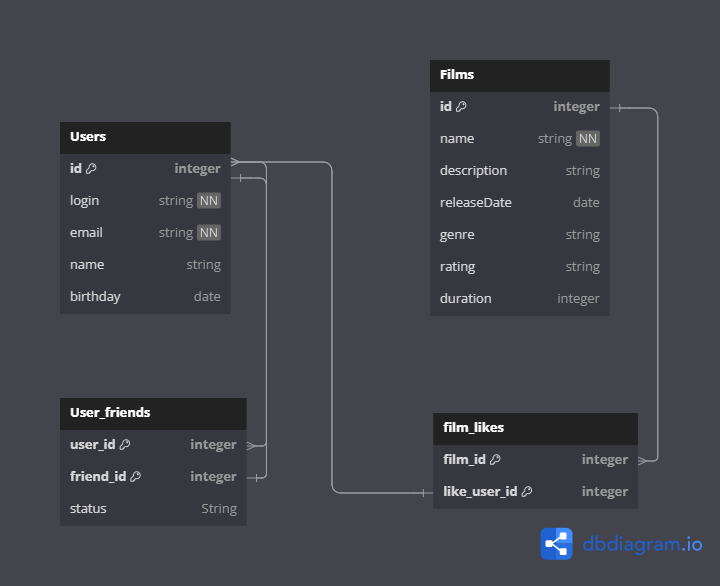 Users
id integer
login string NN
email string NN
name string
birthday date
Films
id integer
name string NN
description string
releaseDate date
genre string
rating string
duration integer
User_friends
user_id integer
friend_id integer
status String
film_likes
film_id integer
like_user_id integer
dbdiagram.io